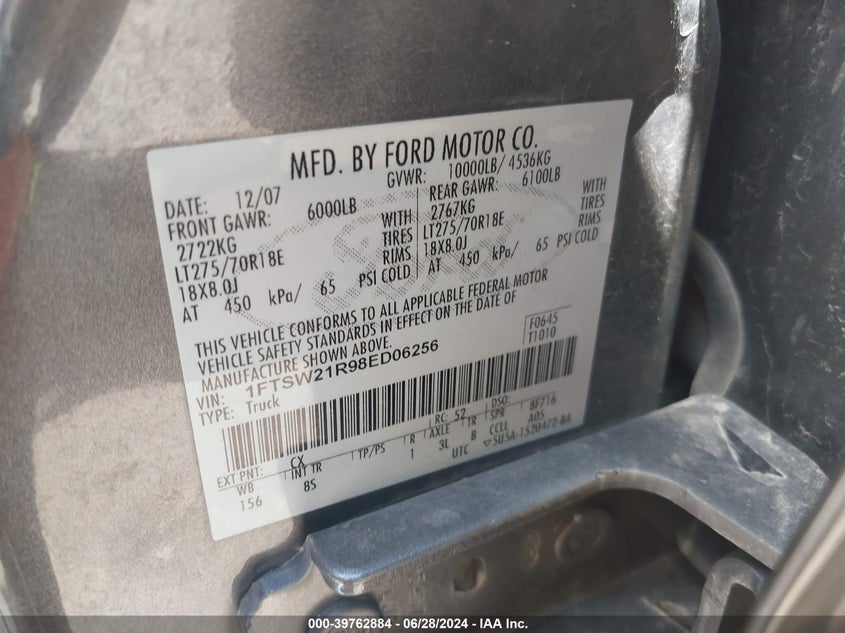 MFD. BY FORD MOTOR CO.
DATE: 12/07 GVWR: 10000LB/ 4536KG
FRONT GAWR: 6000LB REAR GAWR: 6100LB
2722KG WITH 2767KG WITH
LT275/70R18E TIRES LT275/70R18E TIRES
18X8.0J RIMS 18X8.0J RIMS
AT 450 kPa/ 65 PSI COLD AT 450 kPa/ 65 PSI COLD
THIS VEHICLE CONFORMS TO ALL APPLICABLE FEDERAL MOTOR
VEHICLE SAFETY STANDARDS IN EFFECT ON THE DATE OF
MANUFACTURE SHOWN ABOVE.
F0645
T1010
VIN: 1FTSW21R98ED06256
TYPE: Truck
EXT PNT: CX RC: 52 DSO:
WB INT TR TP/PS R AXLE TR SPR 8F716
156 8S 1 3L B CCLL A05
UTC 5U5A-1520472-BA
000-39762884 - 06/28/2024 - IAA Inc.